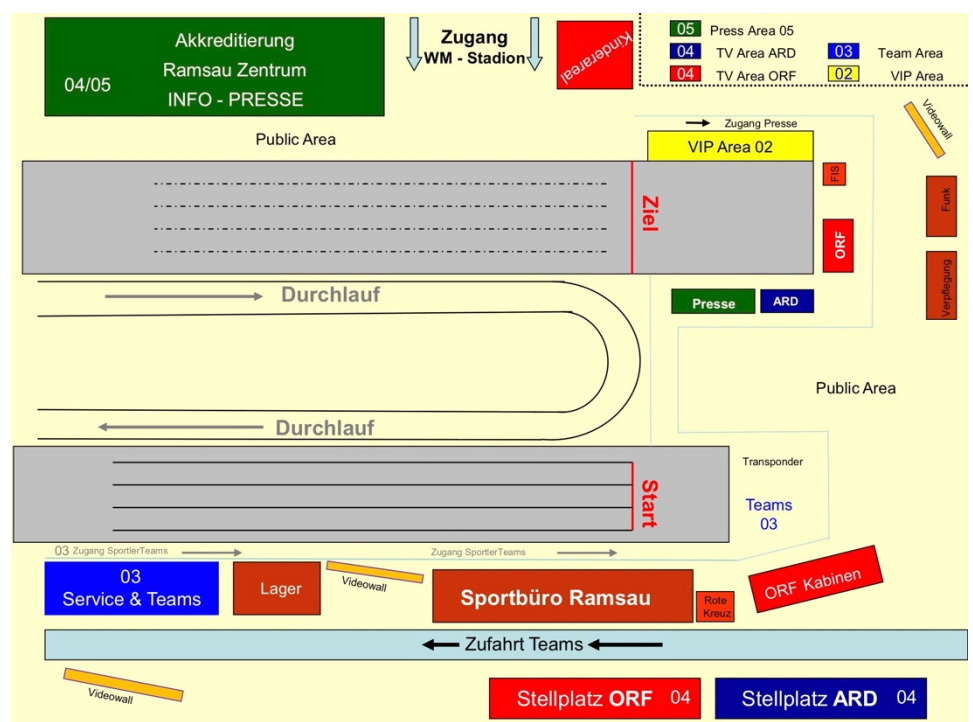 Akkreditierung
Ramsau Zentrum
04/05
INFO - PRESSE
Zugang
WM - Stadion
Kinderareal
05 Press Area 05
04 TV Area ARD
03 Team Area
04 TV Area ORF
02 VIP Area
Videowall
Public Area
Zugang Presse
VIP Area 02
FIS
Funk
Ziel
ORF
Verpflegung
Durchlauf
Presse
ARD
Public Area
Durchlauf
Transponder
Start
Teams
03
03 Zugang SportlerTeams
Zugang SportlerTeams
03
Service & Teams
Lager
Videowall
Sportbüro Ramsau
Rote
Kreuz
ORF Kabinen
Zufahrt Teams
Videowall
Stellplatz ORF 04
Stellplatz ARD 04